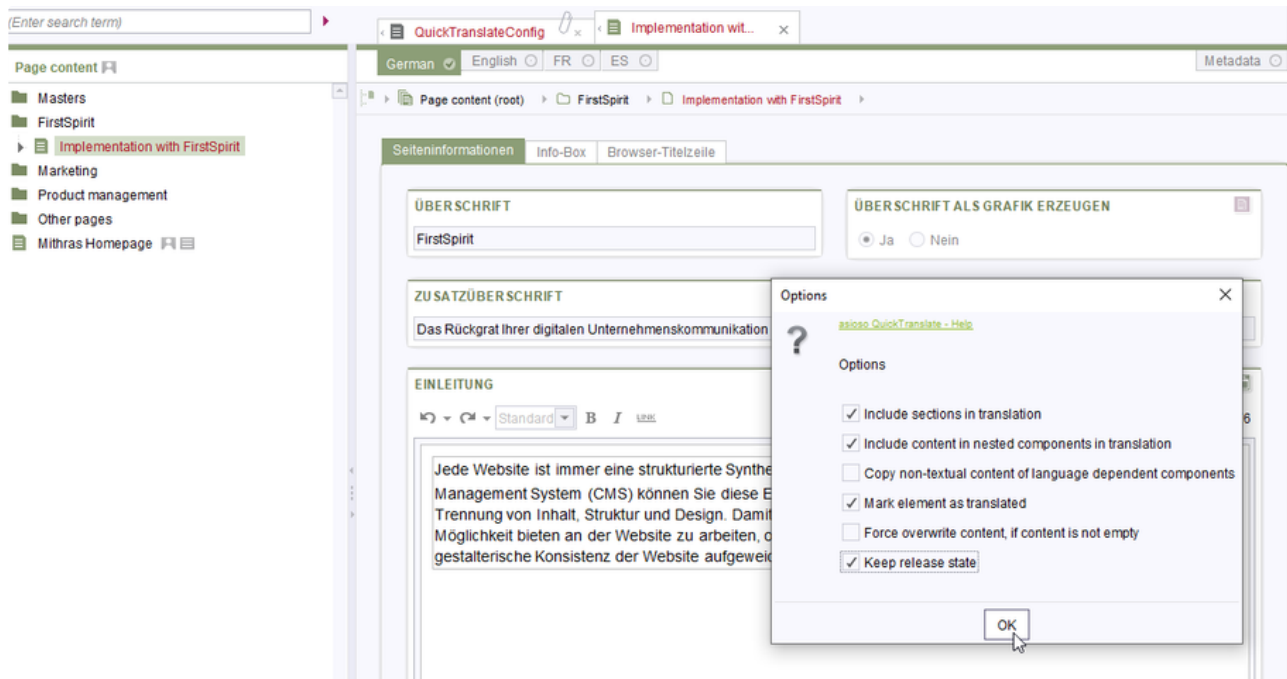 (Enter search term)
QuickTranslateConfig
Implementation wit...
Page content
German
English
FR
ES
Metadata
Masters
FirstSpirit
Implementation with FirstSpirit
Marketing
Product management
Other pages
Mithras Homepage
Page content (root)
FirstSpirit
Implementation with FirstSpirit
Seiteninformationen
Info-Box
Browser-Titelzeile
ÜBERSCHRIFT
FirstSpirit
ÜBERSCHRIFT ALS GRAFIK ERZEUGEN
Ja
Nein
ZUSATZÜBERSCHRIFT
Das Rückgrat Ihrer digitalen Unternehmenskommunikation
EINLEITUNG
Standard
B I LINK
6
Jede Website ist immer eine strukturierte Synthe
Management System (CMS) können Sie diese E
Trennung von Inhalt, Struktur und Design. Damit
Möglichkeit bieten an der Website zu arbeiten, o
gestalterische Konsistenz der Website aufgeweic
Options
asioso QuickTranslate - Help
?
Options
Include sections in translation
Include content in nested components in translation
Copy non-textual content of language dependent components
Mark element as translated
Force overwrite content, if content is not empty
Keep release state
OK